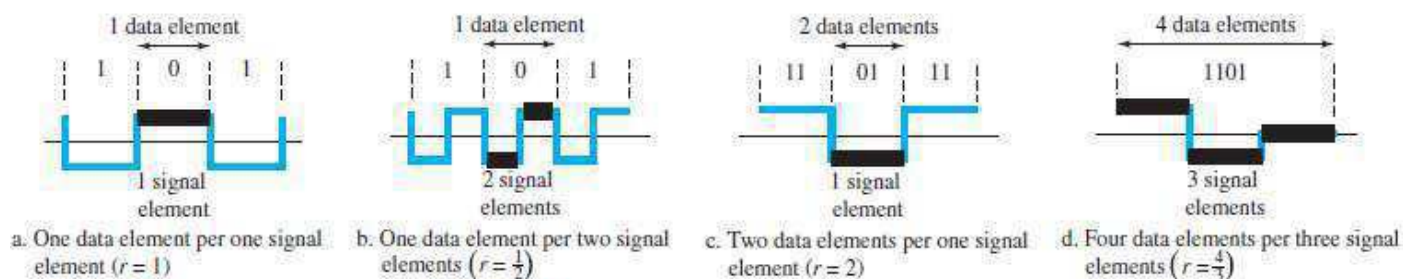 1 data element
1 0 1
1 signal
element
a. One data element per one signal
element (r = 1)
1 data element
1 0 1
2 signal
elements
b. One data element per two signal
elements (r = 1/2)
2 data elements
11 01 11
1 signal
element
c. Two data elements per one signal
element (r = 2)
4 data elements
1101
3 signal
elements
d. Four data elements per three signal
elements (r = 4/3)